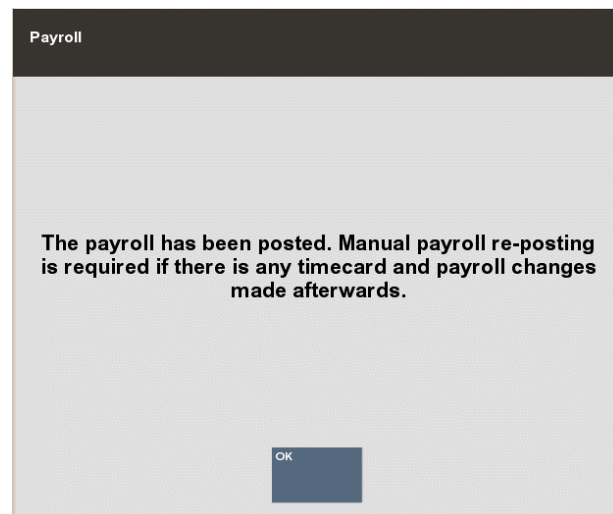 Payroll
The payroll has been posted. Manual payroll re-posting
is required if there is any timecard and payroll changes
made afterwards.
OK